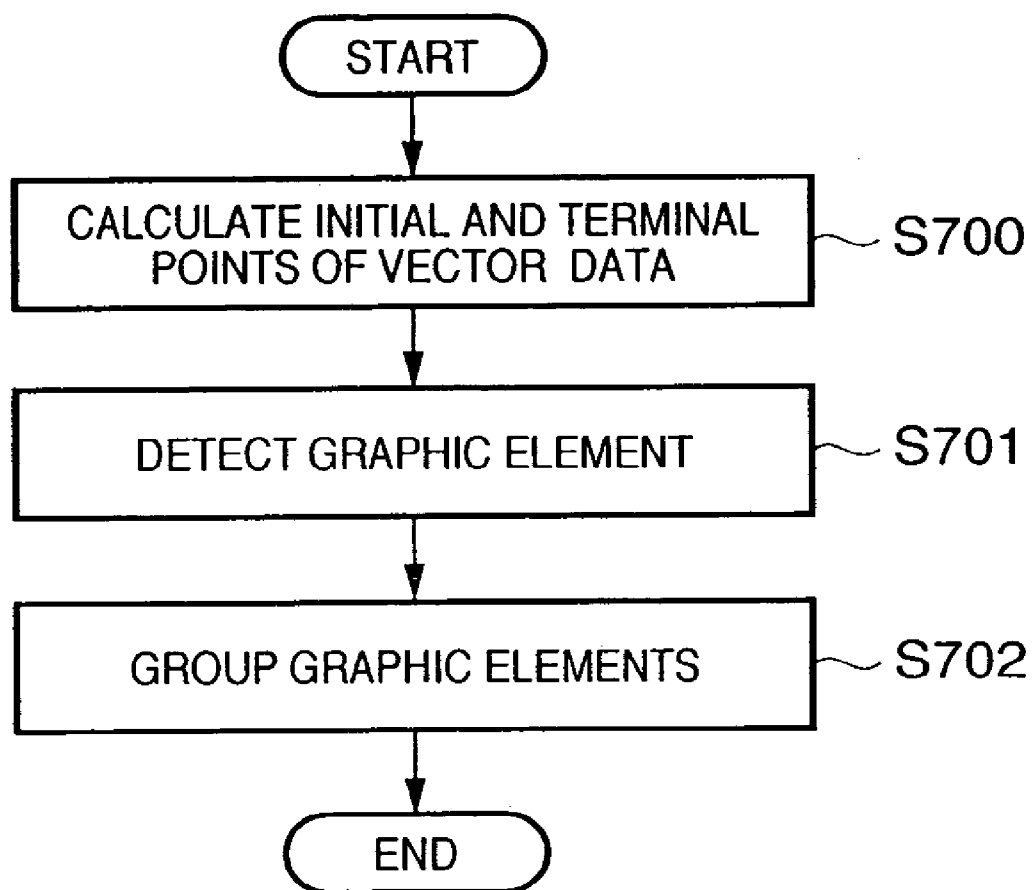 START
CALCULATE INITIAL AND TERMINAL
POINTS OF VECTOR DATA
S700
DETECT GRAPHIC ELEMENT
S701
GROUP GRAPHIC ELEMENTS
S702
END